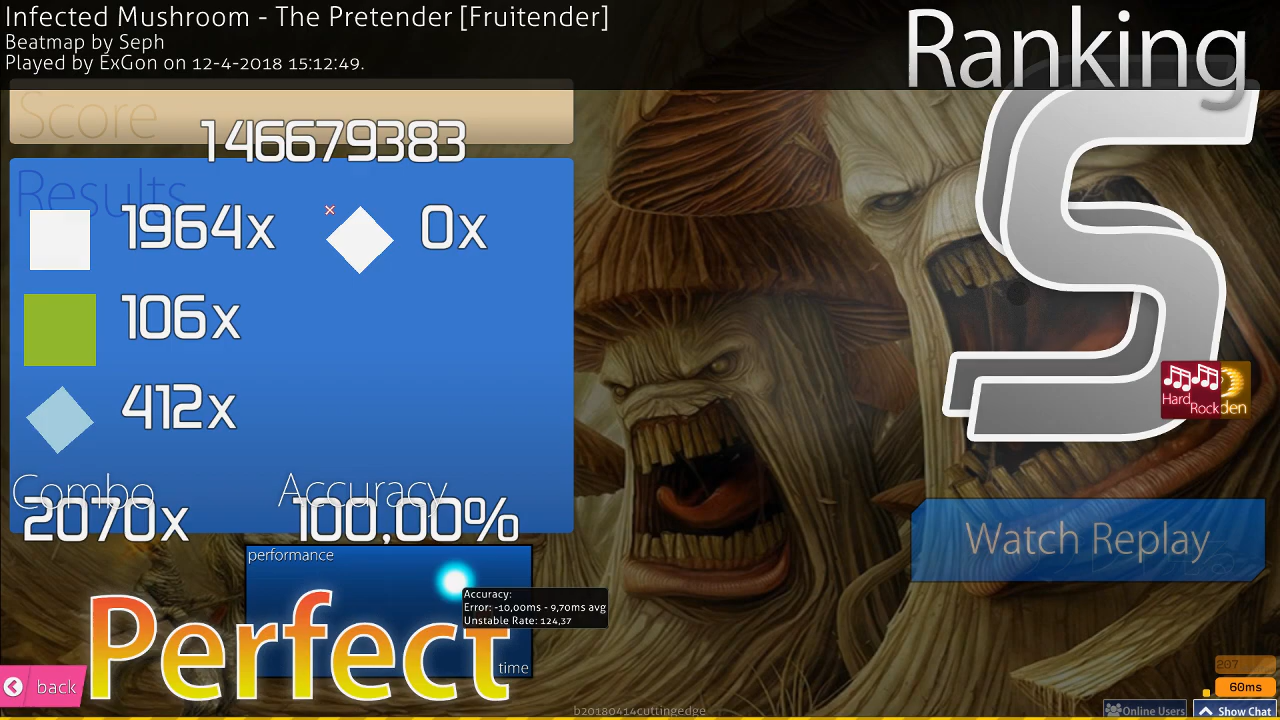 Infected Mushroom - The Pretender [Fruitender]
Beatmap by Seph
Played by ExGon on 12-4-2018 15:12:49.
Ranking
Score
146679383
Results
1964x
0x
106x
412x
Combo
Accuracy
2070x
100,00%
S
Hard
Rock
den
Watch Replay
performance
Accuracy:
Error: -10,00ms - 9,70ms avg
Unstable Rate: 124,37
Perfect
time
back
207
60ms
b20180414cuttingedge
Online Users
Show Chat